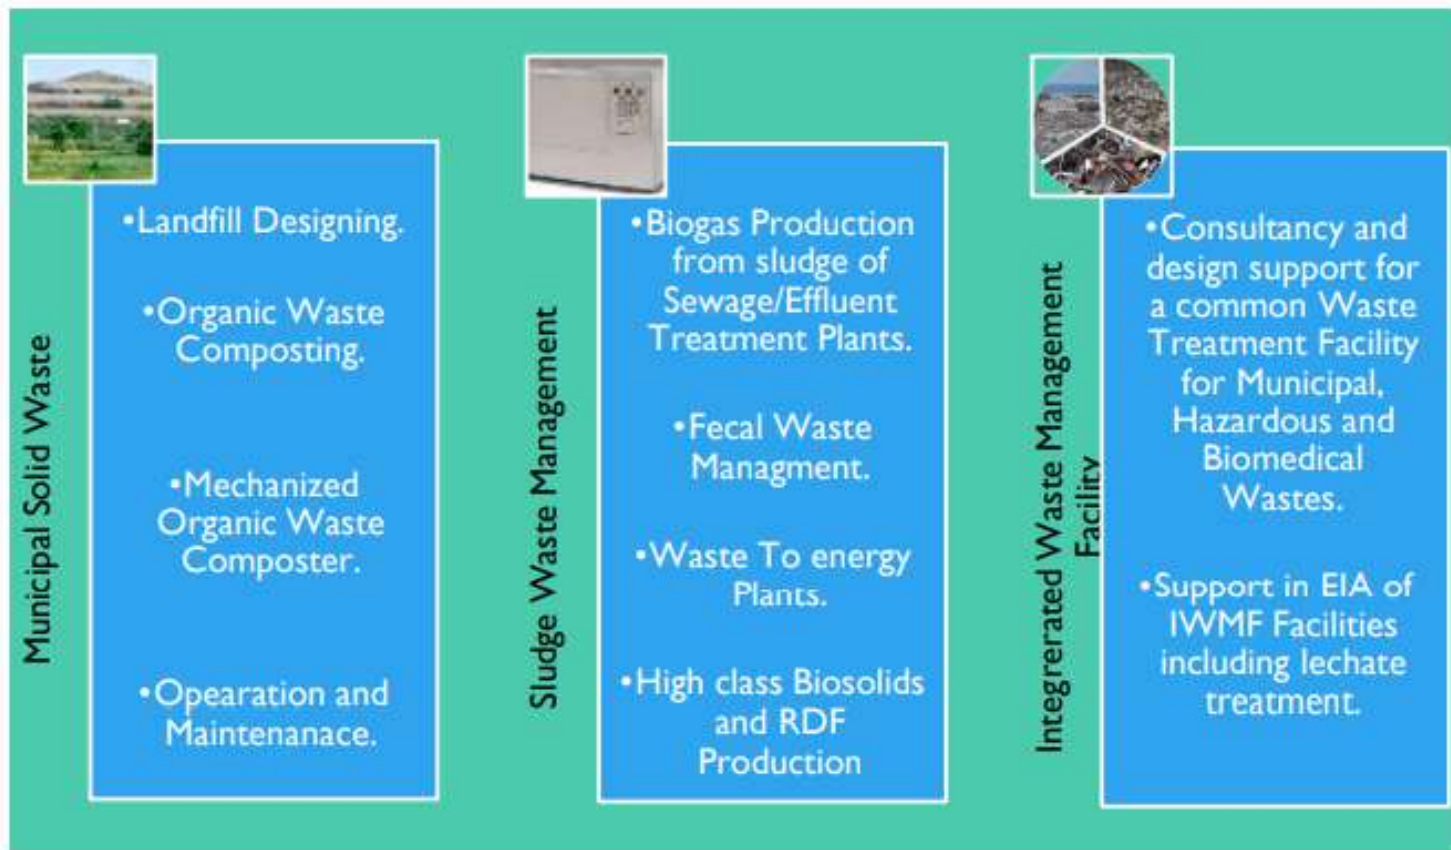 Municipal Solid Waste
•Landfill Designing.
•Organic Waste
Composting.
•Mechanized
Organic Waste
Composter.
•Opearation and
Maintenanace.
Sludge Waste Management
•Biogas Production
from sludge of
Sewage/Effluent
Treatment Plants.
•Fecal Waste
Managment.
•Waste To energy
Plants.
•High class Biosolids
and RDF
Production
Integrerated Waste Management
Facility
•Consultancy and
design support for
a common Waste
Treatment Facility
for Municipal,
Hazardous and
Biomedical
Wastes.
•Support in EIA of
IWMF Facilities
including lechate
treatment.